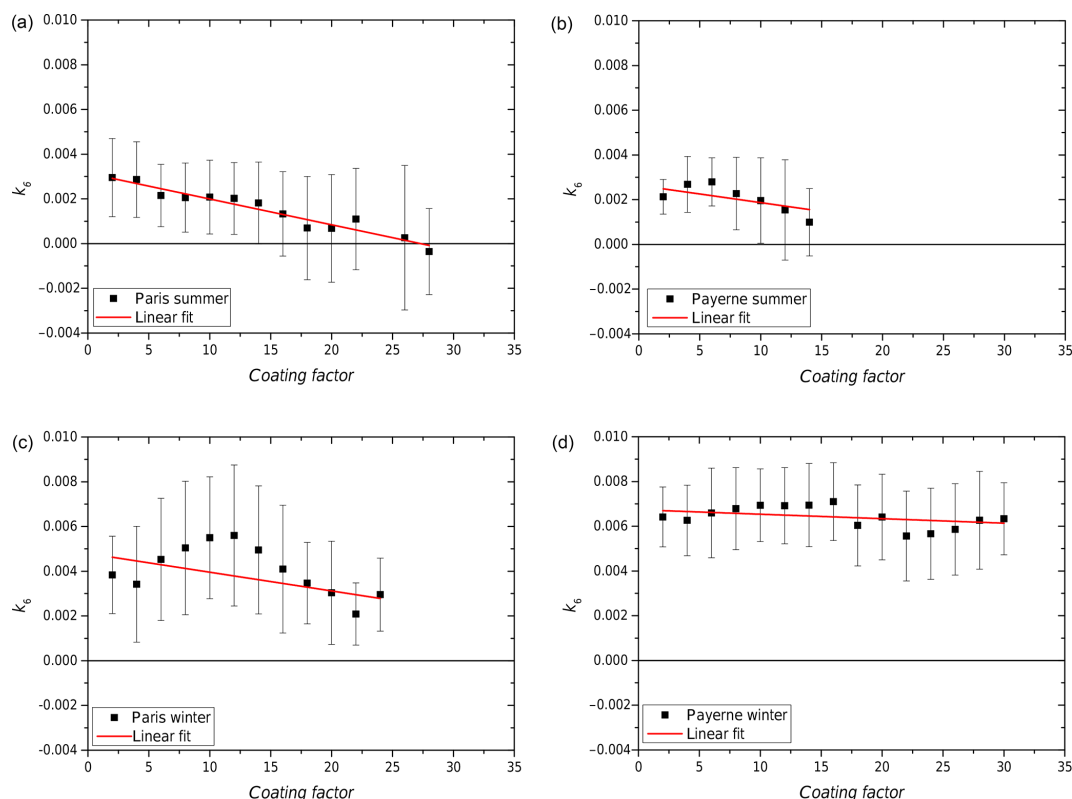 (a)
0.010
0.008
0.006
0.004
0.002
0.000
−0.002
−0.004
k6
Paris summer
Linear fit
0 5 10 15 20 25 30 35
Coating factor
(b)
0.010
0.008
0.006
0.004
0.002
0.000
−0.002
−0.004
k6
Payerne summer
Linear fit
0 5 10 15 20 25 30 35
Coating factor
(c)
0.010
0.008
0.006
0.004
0.002
0.000
-0.002
-0.004
k6
Paris winter
Linear fit
0 5 10 15 20 25 30 35
Coating factor
(d)
0.010
0.008
0.006
0.004
0.002
0.000
−0.002
−0.004
k6
Payerne winter
Linear fit
0 5 10 15 20 25 30 35
Coating factor